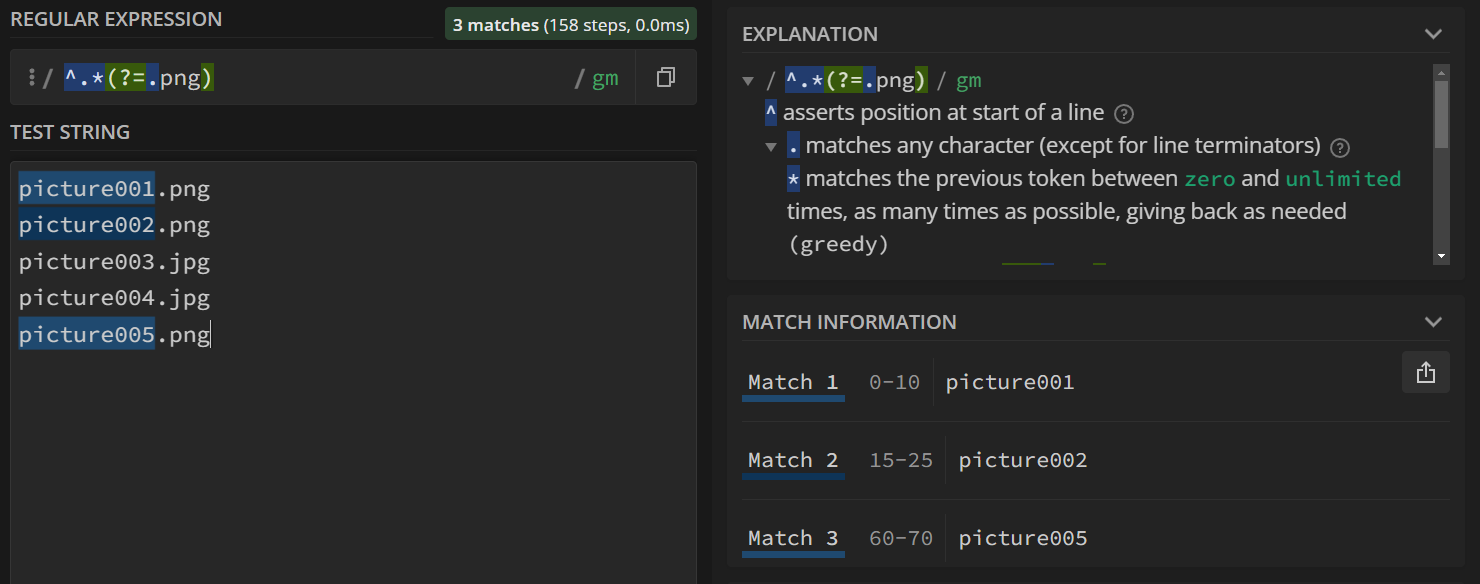 REGULAR EXPRESSION
3 matches (158 steps, 0.0ms)
/ ^.*(?=.png) / gm
TEST STRING
picture001.png
picture002.png
picture003.jpg
picture004.jpg
picture005.png
EXPLANATION
/ ^.*(?=.png) / gm
^ asserts position at start of a line ?
. matches any character (except for line terminators) ?
* matches the previous token between zero and unlimited
times, as many times as possible, giving back as needed
(greedy)
MATCH INFORMATION
Match 1 0-10 picture001
Match 2 15-25 picture002
Match 3 60-70 picture005